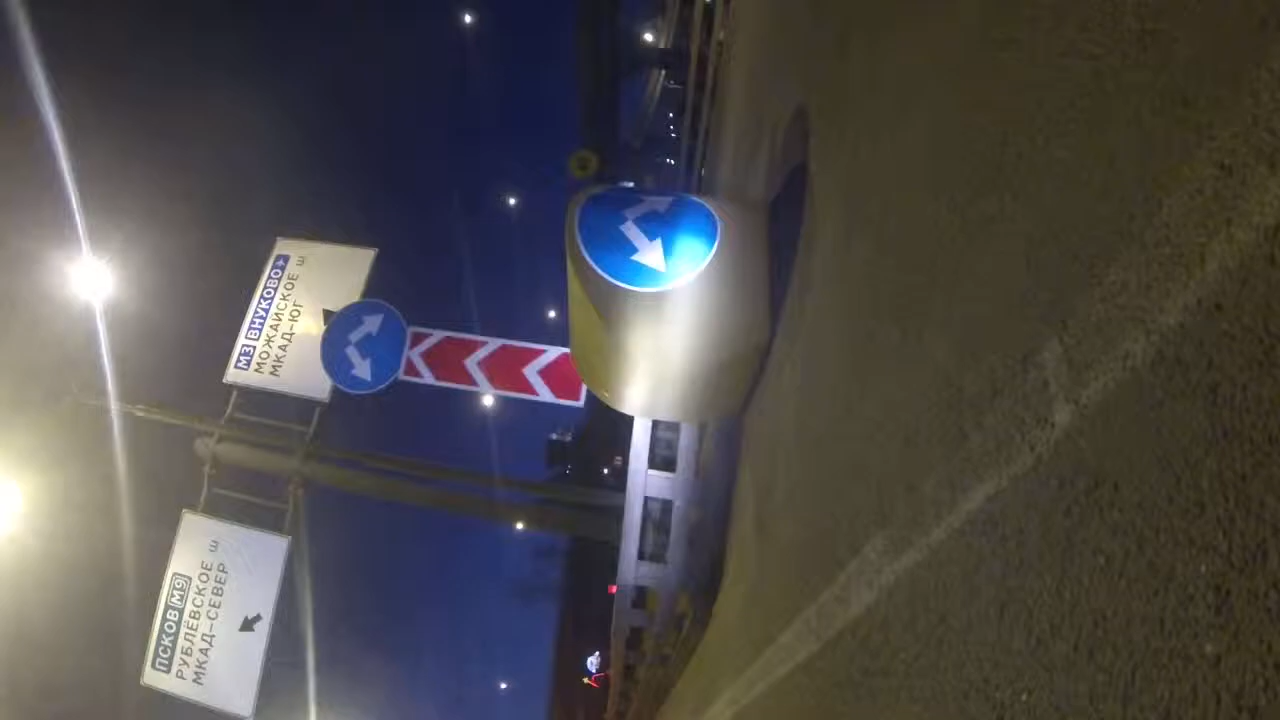 ПСКОВ М9
РУБЛЁВСКОЕ ш
МКАД-СЕВЕР
М3 ВНУКОВО
МОЖАЙСКОЕ ш
МКАД-ЮГ